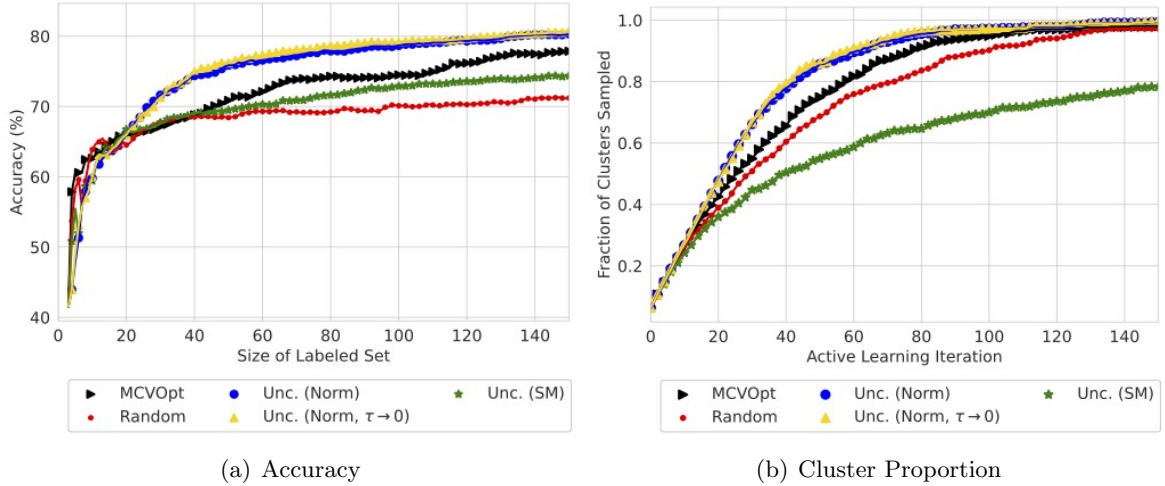 80
70
60
50
40
0 20 40 60 80 100 120 140
Accuracy (%)
Size of Labeled Set
MCVOpt
Random
Unc. (Norm)
Unc. (Norm, τ→0)
Unc. (SM)
(a) Accuracy
1.0
0.8
0.6
0.4
0.2
0 20 40 60 80 100 120 140
Fraction of Clusters Sampled
Active Learning Iteration
MCVOpt
Random
Unc. (Norm)
Unc. (Norm, τ→0)
Unc. (SM)
(b) Cluster Proportion